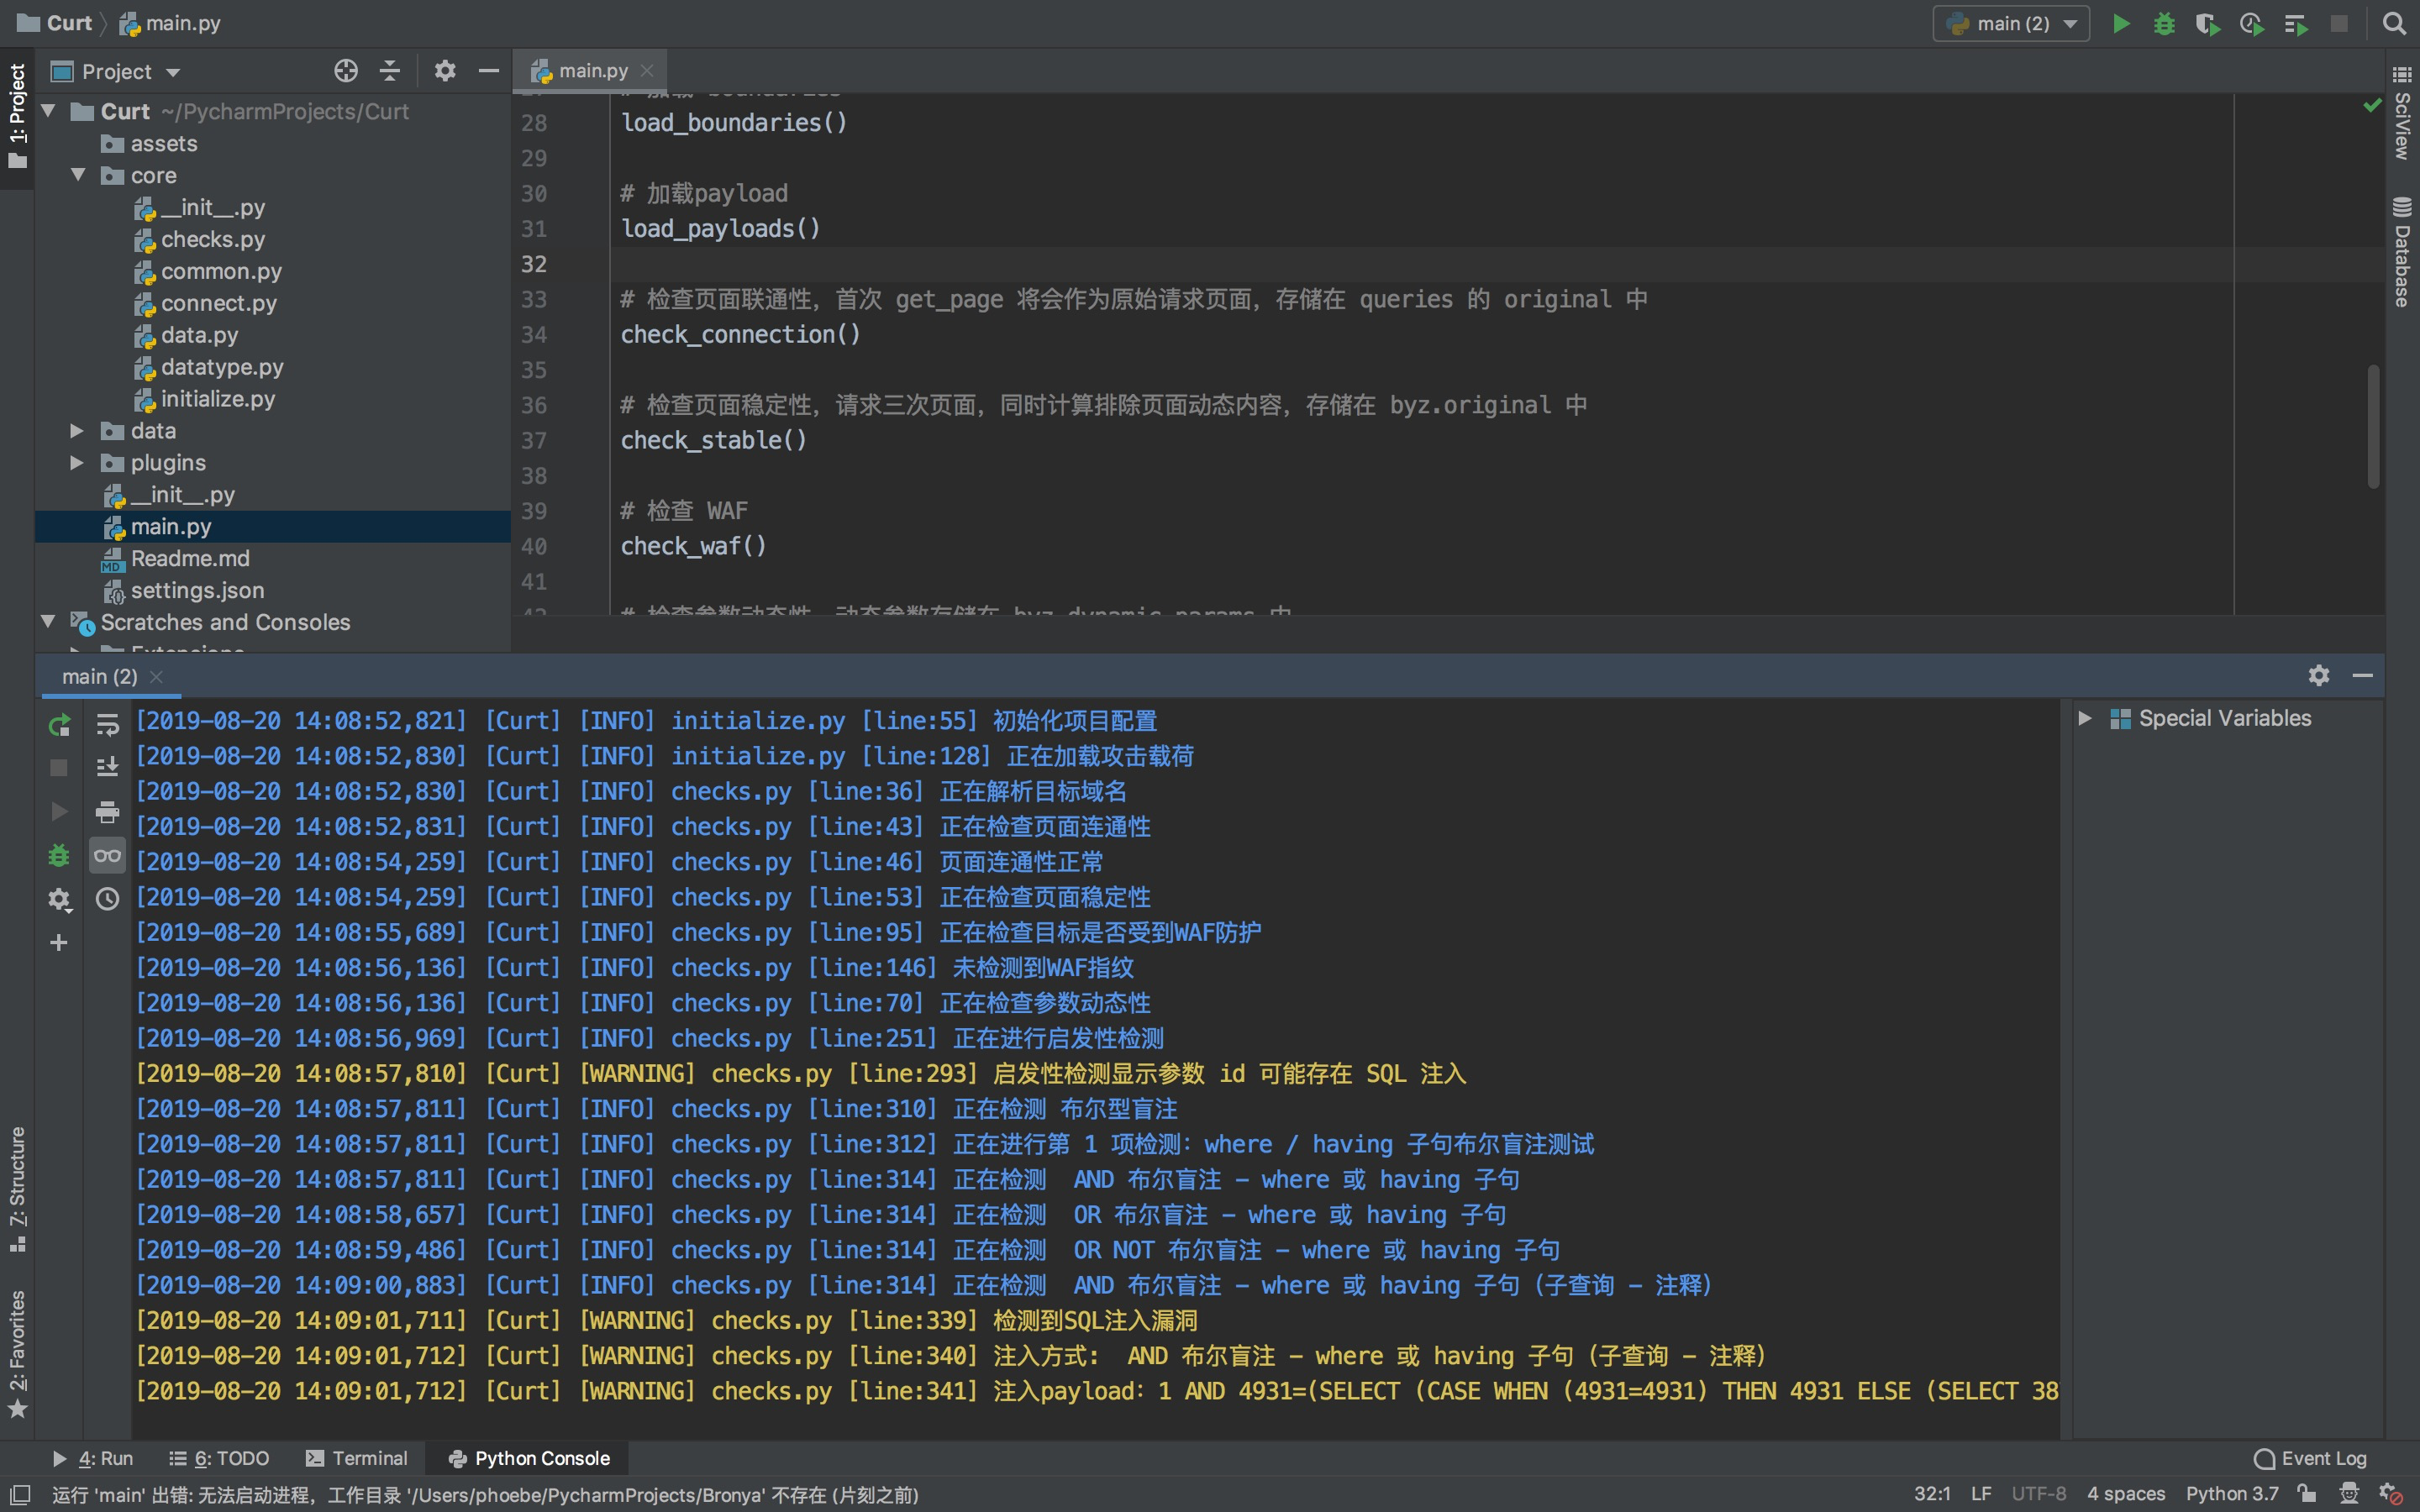 Curt
main.py
main (2)
1: Project
Project
main.py
Curt ~/PycharmProjects/Curt
assets
core
__init__.py
checks.py
common.py
connect.py
data.py
datatype.py
initialize.py
data
plugins
__init__.py
main.py
Readme.md
settings.json
Scratches and Consoles
Extensions
28 load_boundaries()
29
30 # 加载payload
31 load_payloads()
32
33 # 检查页面联通性，首次 get_page 将会作为原始请求页面，存储在 queries 的 original 中
34 check_connection()
35
36 # 检查页面稳定性，请求三次页面，同时计算排除页面动态内容，存储在 byz.original 中
37 check_stable()
38
39 # 检查 WAF
40 check_waf()
41
42 # 检查参数动态性，动态参数存储在 byz.dynamic_params 中
SciView
Database
main (2)
[2019-08-20 14:08:52,821] [Curt] [INFO] initialize.py [line:55] 初始化项目配置
[2019-08-20 14:08:52,830] [Curt] [INFO] initialize.py [line:128] 正在加载攻击载荷
[2019-08-20 14:08:52,830] [Curt] [INFO] checks.py [line:36] 正在解析目标域名
[2019-08-20 14:08:52,831] [Curt] [INFO] checks.py [line:43] 正在检查页面连通性
[2019-08-20 14:08:54,259] [Curt] [INFO] checks.py [line:46] 页面连通性正常
[2019-08-20 14:08:54,259] [Curt] [INFO] checks.py [line:53] 正在检查页面稳定性
[2019-08-20 14:08:55,689] [Curt] [INFO] checks.py [line:95] 正在检查目标是否受到WAF防护
[2019-08-20 14:08:56,136] [Curt] [INFO] checks.py [line:146] 未检测到WAF指纹
[2019-08-20 14:08:56,136] [Curt] [INFO] checks.py [line:70] 正在检查参数动态性
[2019-08-20 14:08:56,969] [Curt] [INFO] checks.py [line:251] 正在进行启发性检测
[2019-08-20 14:08:57,810] [Curt] [WARNING] checks.py [line:293] 启发性检测显示参数 id 可能存在 SQL 注入
[2019-08-20 14:08:57,811] [Curt] [INFO] checks.py [line:310] 正在检测 布尔型盲注
[2019-08-20 14:08:57,811] [Curt] [INFO] checks.py [line:312] 正在进行第 1 项检测：where / having 子句布尔盲注测试
[2019-08-20 14:08:57,811] [Curt] [INFO] checks.py [line:314] 正在检测  AND 布尔盲注 - where 或 having 子句
[2019-08-20 14:08:58,657] [Curt] [INFO] checks.py [line:314] 正在检测  OR 布尔盲注 - where 或 having 子句
[2019-08-20 14:08:59,486] [Curt] [INFO] checks.py [line:314] 正在检测  OR NOT 布尔盲注 - where 或 having 子句
[2019-08-20 14:09:00,883] [Curt] [INFO] checks.py [line:314] 正在检测  AND 布尔盲注 - where 或 having 子句（子查询 - 注释）
[2019-08-20 14:09:01,711] [Curt] [WARNING] checks.py [line:339] 检测到SQL注入漏洞
[2019-08-20 14:09:01,712] [Curt] [WARNING] checks.py [line:340] 注入方式：  AND 布尔盲注 - where 或 having 子句（子查询 - 注释）
[2019-08-20 14:09:01,712] [Curt] [WARNING] checks.py [line:341] 注入payload：1 AND 4931=(SELECT (CASE WHEN (4931=4931) THEN 4931 ELSE (SELECT 38
Special Variables
7: Structure
2: Favorites
4: Run
6: TODO
Terminal
Python Console
Event Log
运行 'main' 出错: 无法启动进程，工作目录 '/Users/phoebe/PycharmProjects/Bronya' 不存在 (片刻之前)
32:1 LF UTF-8 4 spaces Python 3.7